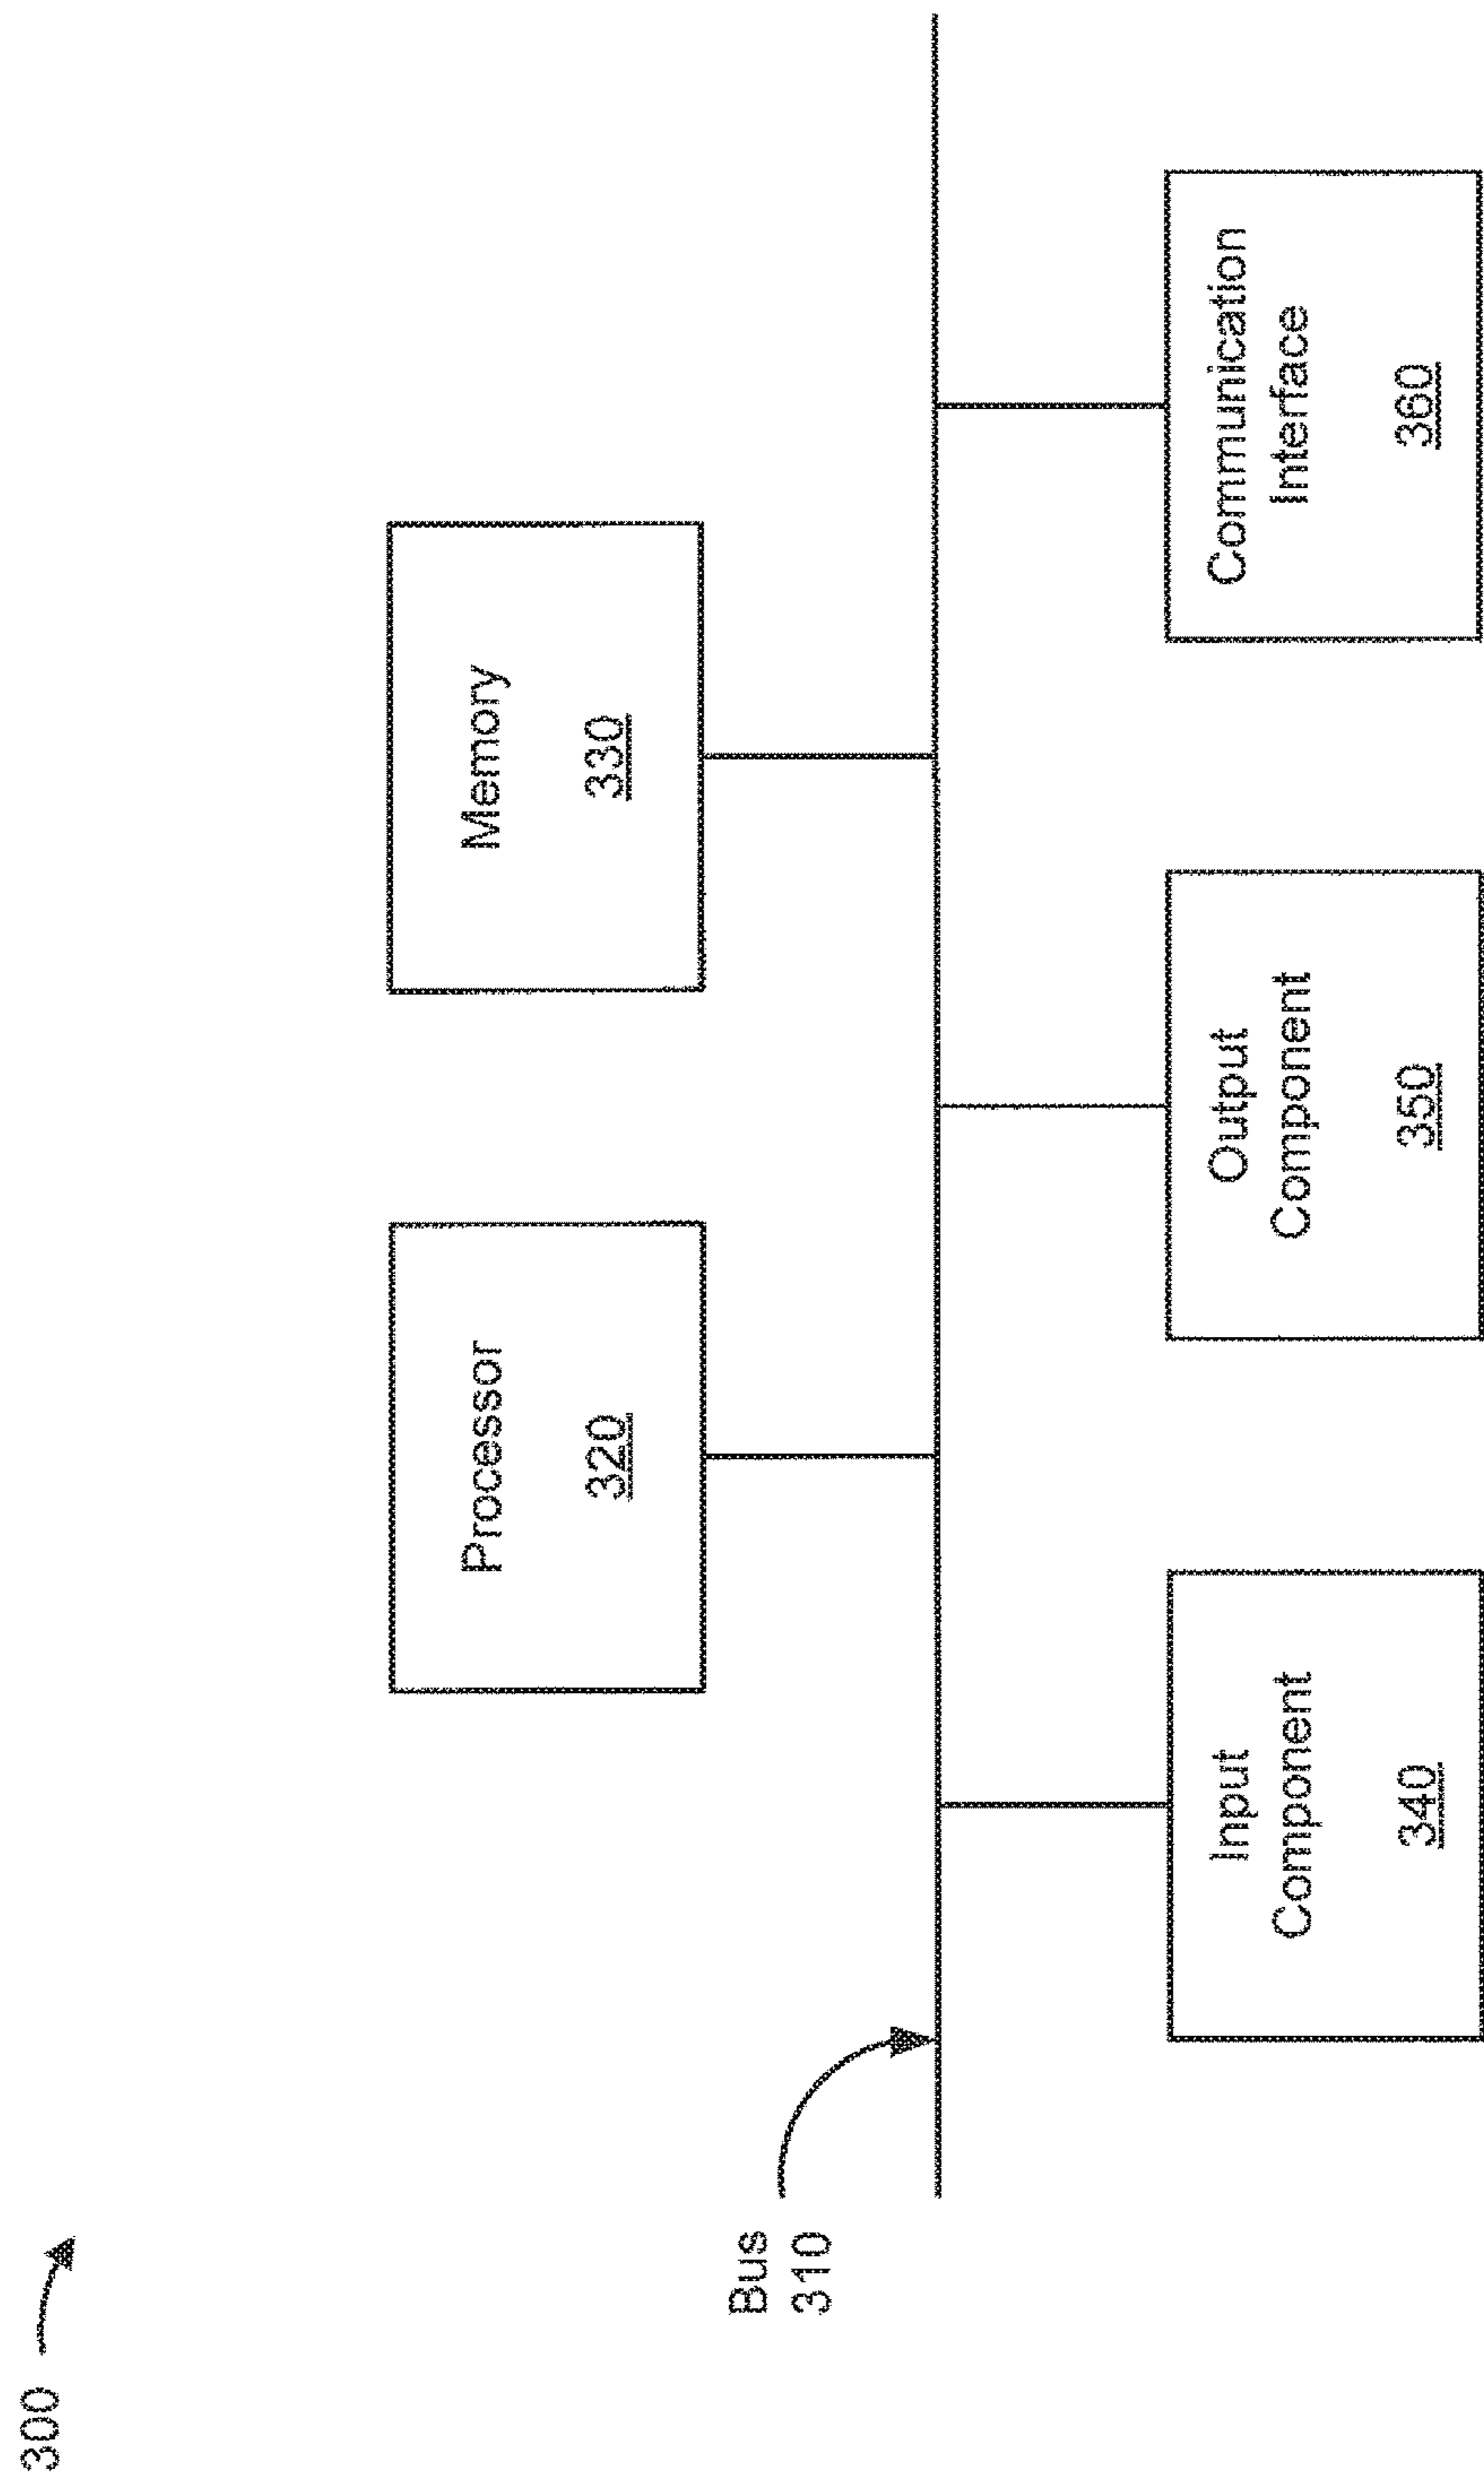 300
Processor
320
Memory
330
Bus
310
Input
Component
340
Output
Component
350
Communication
Interface
360